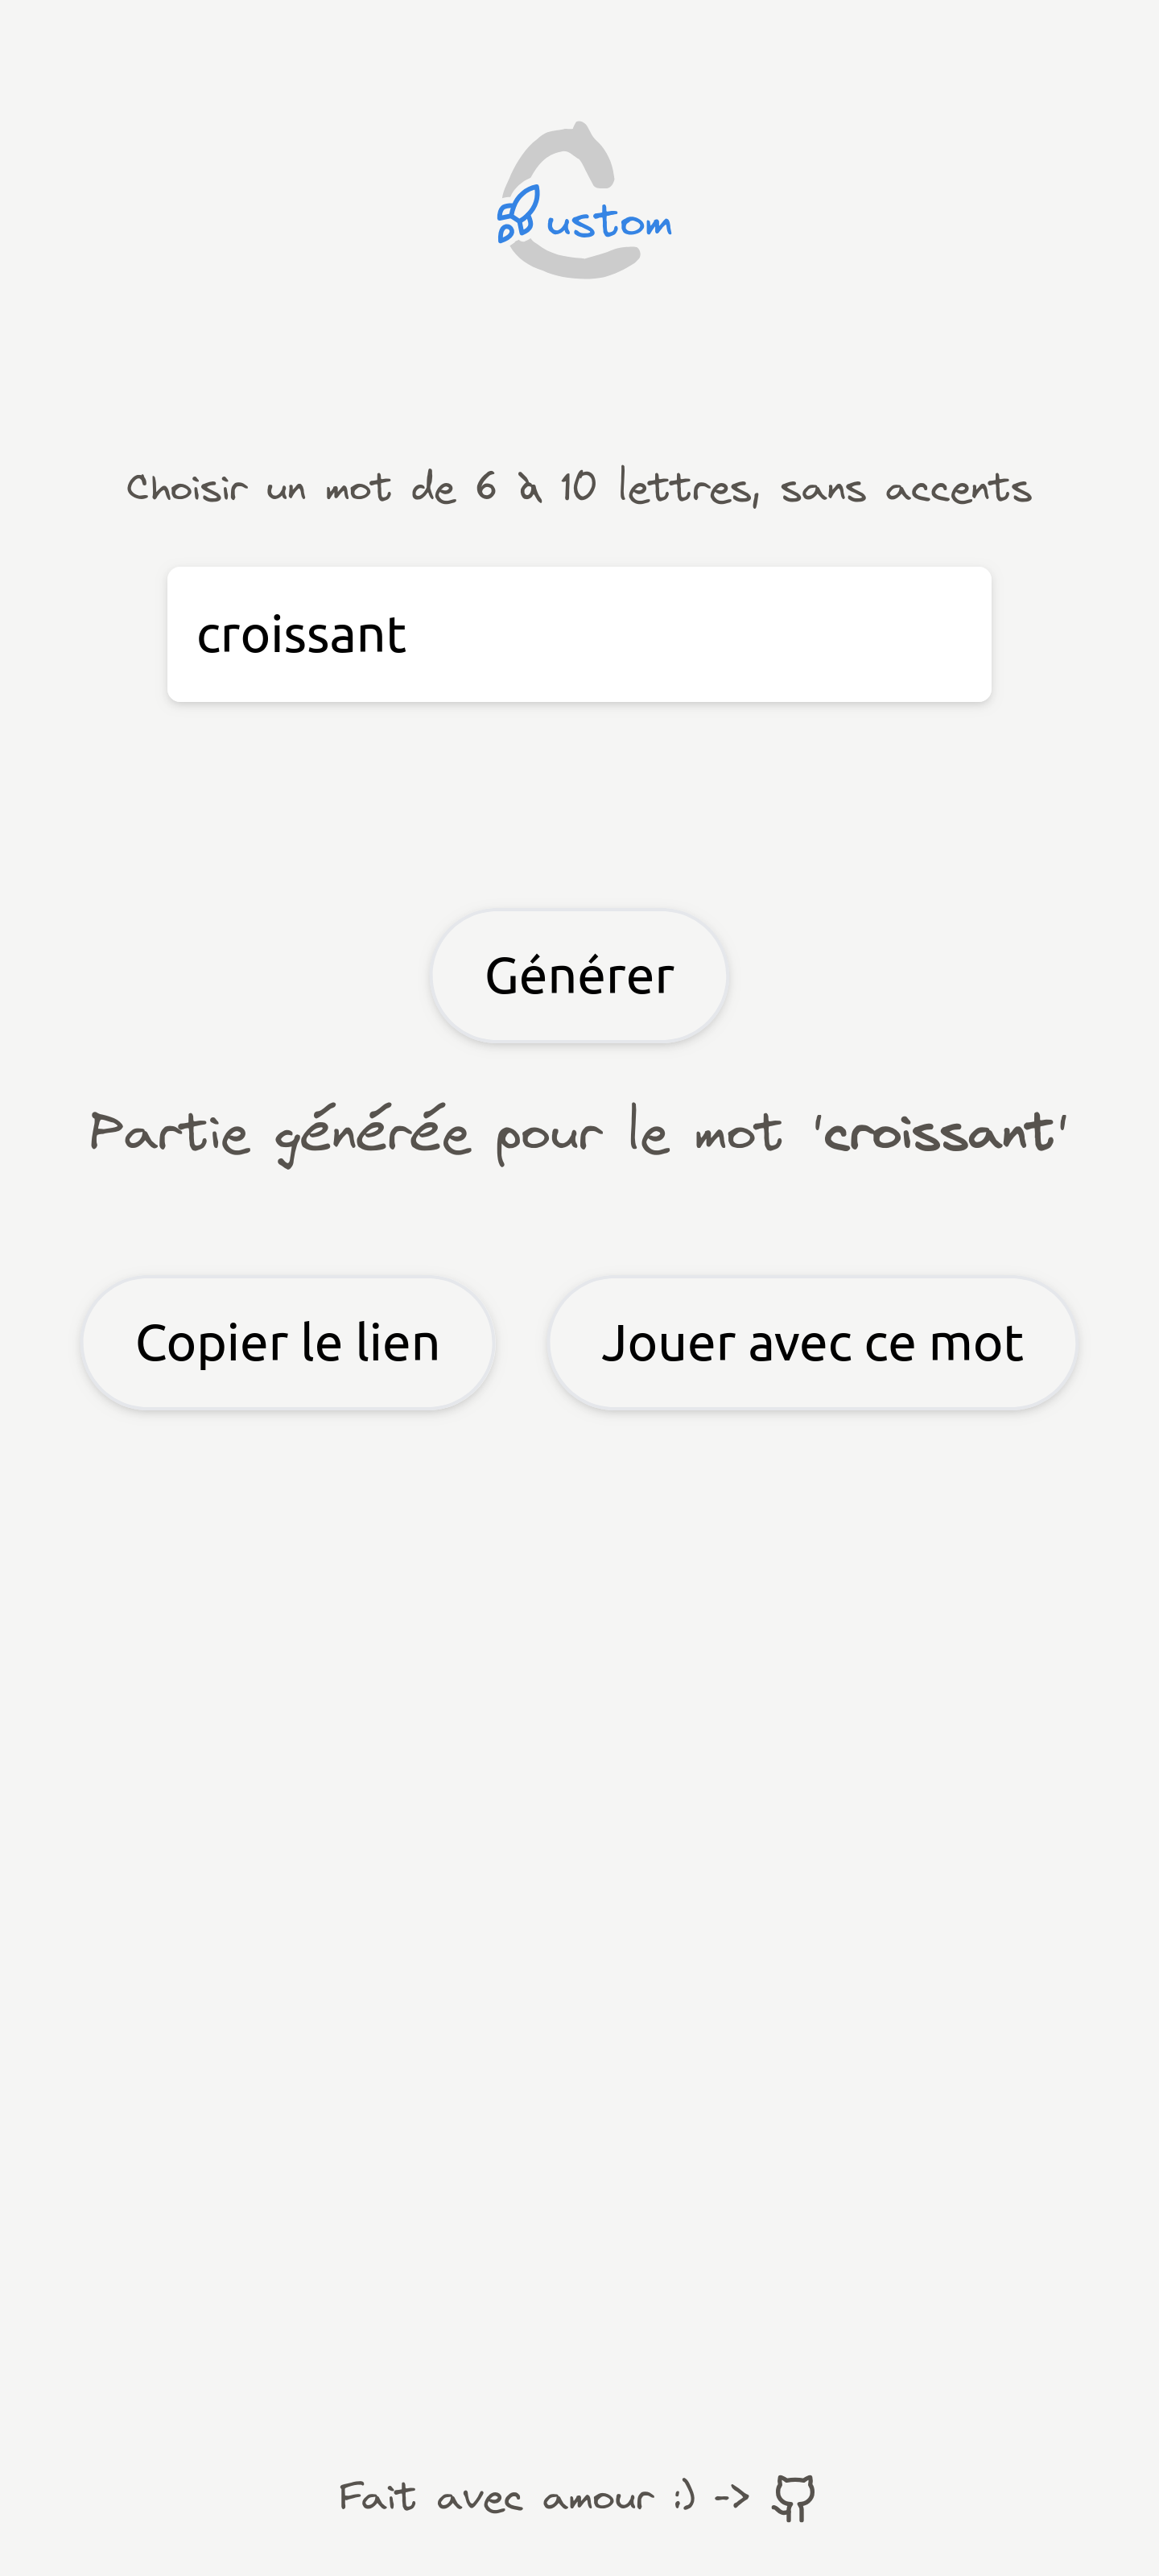 ustom
Choisir un mot de 6 à 10 lettres, sans accents
croissant
Générer
Partie générée pour le mot 'croissant'
Copier le lien
Jouer avec ce mot
Fait avec amour :) ->